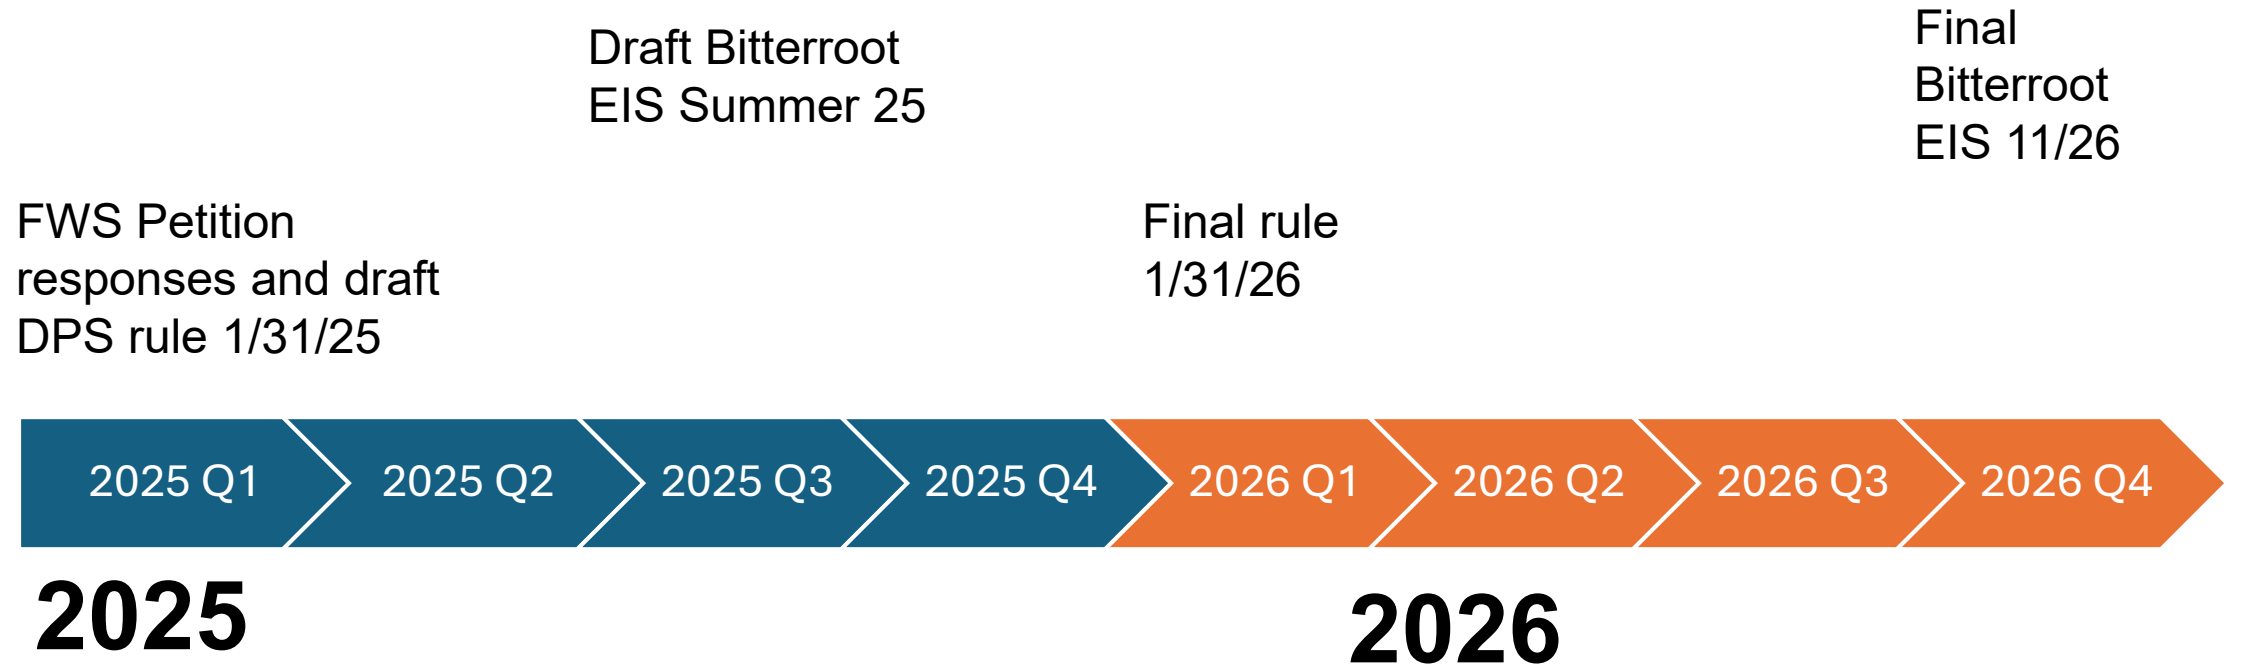 Draft Bitterroot
EIS Summer 25
Final
Bitterroot
EIS 11/26
FWS Petition
responses and draft
DPS rule 1/31/25
Final rule
1/31/26
2025 Q1
2025 Q2
2025 Q3
2025 Q4
2026 Q1
2026 Q2
2026 Q3
2026 Q4
2025
2026